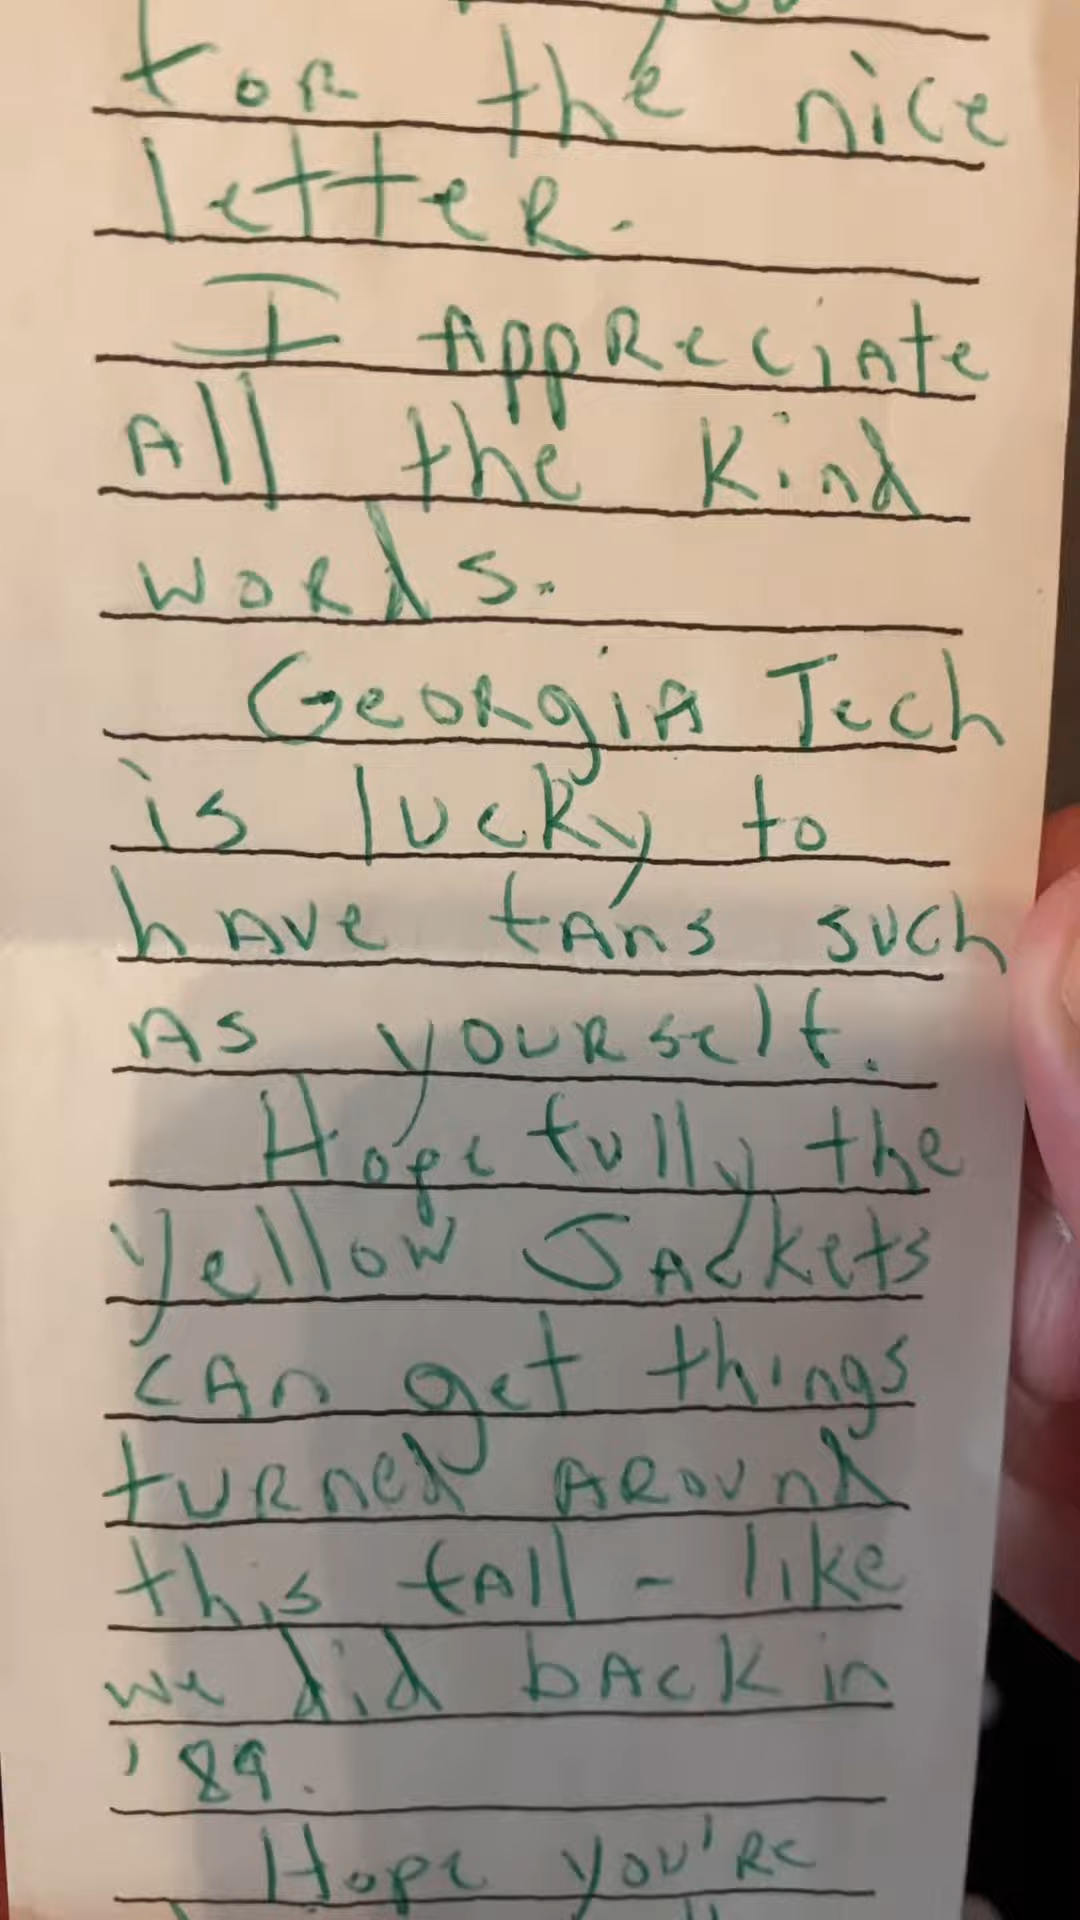 for the nice
letter.
I appreciate
all the kind
words.
Georgia Tech
is lucky to
have fans such
as yourself.
Hopefully the
Yellow Jackets
can get things
turned around
this fall - like
we did back in
'89.
Hope you're